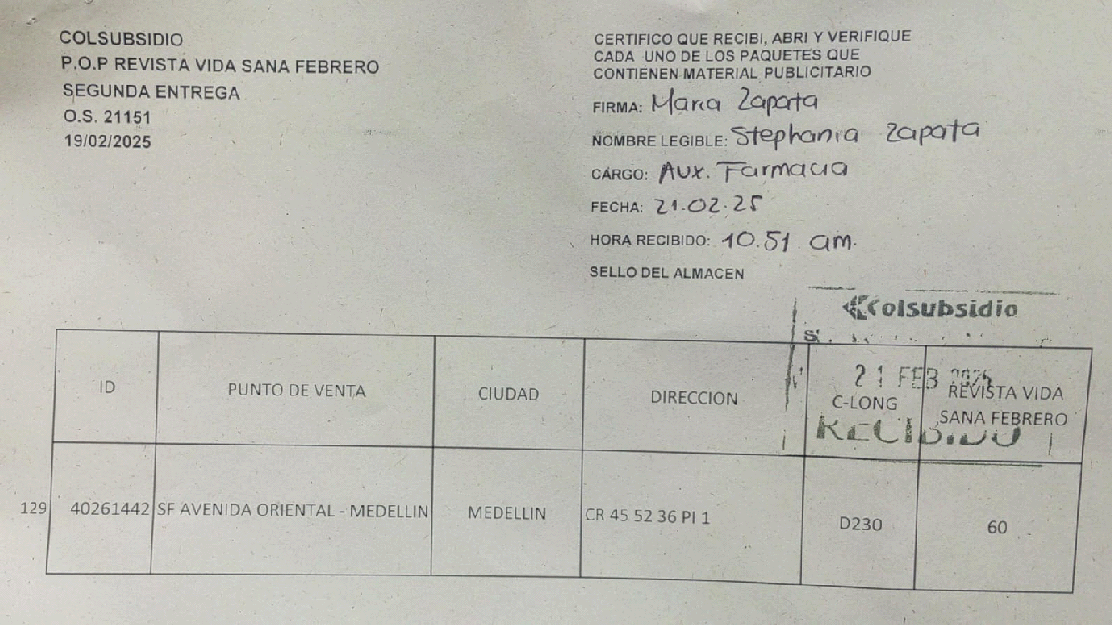 COLSUBSIDIO
P.O.P REVISTA VIDA SANA FEBRERO
SEGUNDA ENTREGA
O.S. 21151
19/02/2025
CERTIFICO QUE RECIBI, ABRI Y VERIFIQUE
CADA UNO DE LOS PAQUETES QUE
CONTIENEN MATERIAL PUBLICITARIO
FIRMA: Maria Zapata
NOMBRE LEGIBLE: Stephania Zapata
CARGO: Aux. Farmacia
FECHA: 21.02.25
HORA RECIBIDO: 10.51 am.
SELLO DEL ALMACEN
Colsubsidio
21 FEB 2025
RECIBIDO
ID PUNTO DE VENTA CIUDAD DIRECCION C-LONG REVISTA VIDA SANA FEBRERO
129 40261442 SF AVENIDA ORIENTAL - MEDELLIN MEDELLIN CR 45 52 36 PI 1 D230 60